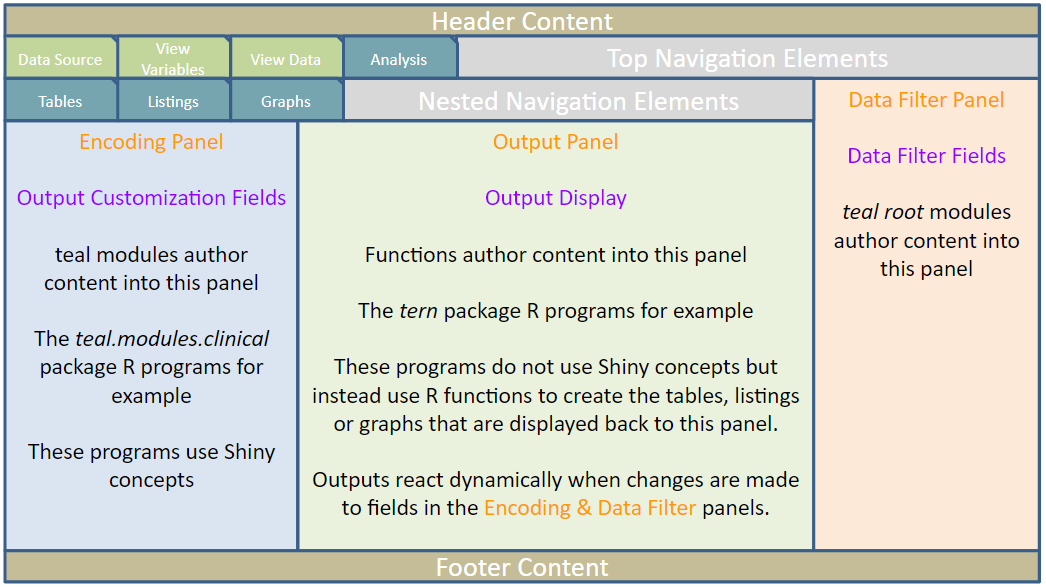 Header Content
Data Source
View
Variables
View Data
Analysis
Top Navigation Elements
Tables
Listings
Graphs
Nested Navigation Elements
Encoding Panel
Output Customization Fields
teal modules author
content into this panel
The teal.modules.clinical
package R programs for
example
These programs use Shiny
concepts
Output Panel
Output Display
Functions author content into this panel
The tern package R programs for example
These programs do not use Shiny concepts but
instead use R functions to create the tables, listings
or graphs that are displayed back to this panel.
Outputs react dynamically when changes are made
to fields in the Encoding & Data Filter panels.
Data Filter Panel
Data Filter Fields
teal root modules
author content into
this panel
Footer Content